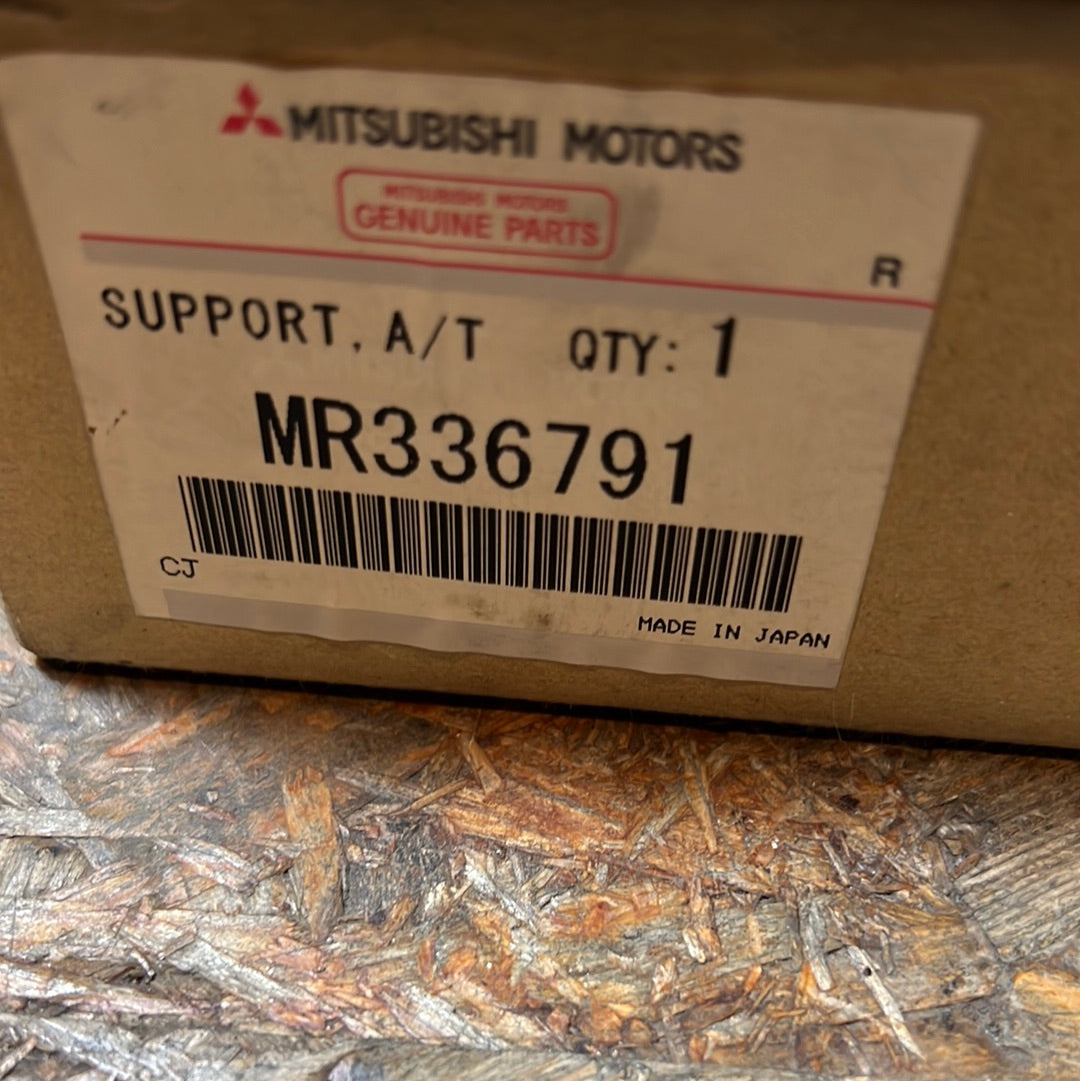 MITSUBISHI MOTORS
MITSUBISHI MOTORS
GENUINE PARTS
R
SUPPORT, A/T QTY: 1
MR336791
CJ
MADE IN JAPAN